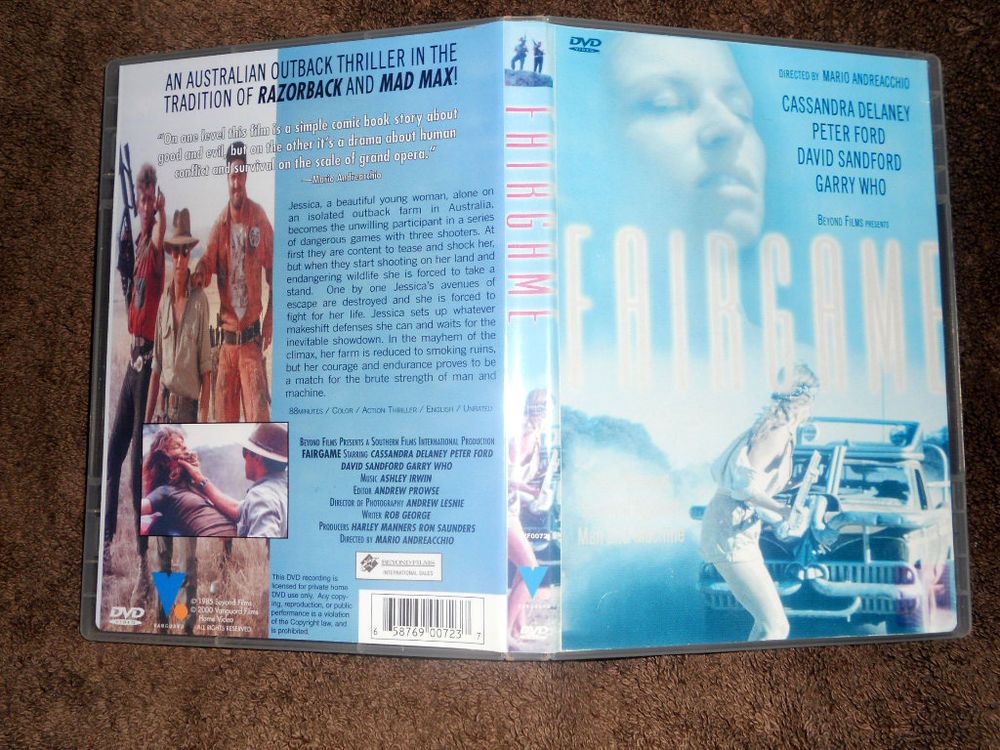 AN AUSTRALIAN OUTBACK THRILLER IN THE
TRADITION OF RAZORBACK AND MAD MAX!
"On one level this film is a simple comic book story about
good and evil, but on the other it's a drama about human
conflict and survival on the scale of grand opera."
—Mario Andreacchio
Jessica, a beautiful young woman, alone on
an isolated outback farm in Australia,
becomes the unwilling participant in a series
of dangerous games with three shooters. At
first they are content to tease and shock her,
but when they start shooting on her land and
endangering wildlife she is forced to take a
stand. One by one Jessica's avenues of
escape are destroyed and she is forced to
fight for her life. Jessica sets up whatever
makeshift defenses she can and waits for the
inevitable showdown. In the mayhem of the
climax, her farm is reduced to smoking ruins,
but her courage and endurance proves to be
a match for the brute strength of man and
machine.
88MINUTES / COLOR / ACTION THRILLER / ENGLISH / UNRATED
BEYOND FILMS PRESENTS A SOUTHERN FILMS INTERNATIONAL PRODUCTION
FAIRGAME STARRING CASSANDRA DELANEY PETER FORD
DAVID SANDFORD GARRY WHO
MUSIC ASHLEY IRWIN
EDITOR ANDREW PROWSE
DIRECTOR OF PHOTOGRAPHY ANDREW LESNIE
WRITER ROB GEORGE
PRODUCERS HARLEY MANNERS RON SAUNDERS
DIRECTED BY MARIO ANDREACCHIO
BEYOND FILMS
INTERNATIONAL SALES
DVD
VIDEO
VANGUARD
© 1985 Beyond Films
© 2000 Vanguard Films
Home Video
ALL RIGHTS RESERVED
This DVD recording is
licensed for private home
DVD use only. Any copy-
ing, reproduction, or public
performance is a violation
of the Copyright law, and
is prohibited.
6 58769 00723 7
FAIRGAME
VF0072
VANGUARD
DVD
DVD
VIDEO
DIRECTED BY MARIO ANDREACCHIO
CASSANDRA DELANEY
PETER FORD
DAVID SANDFORD
GARRY WHO
BEYOND FILMS PRESENTS
FAIRGAME